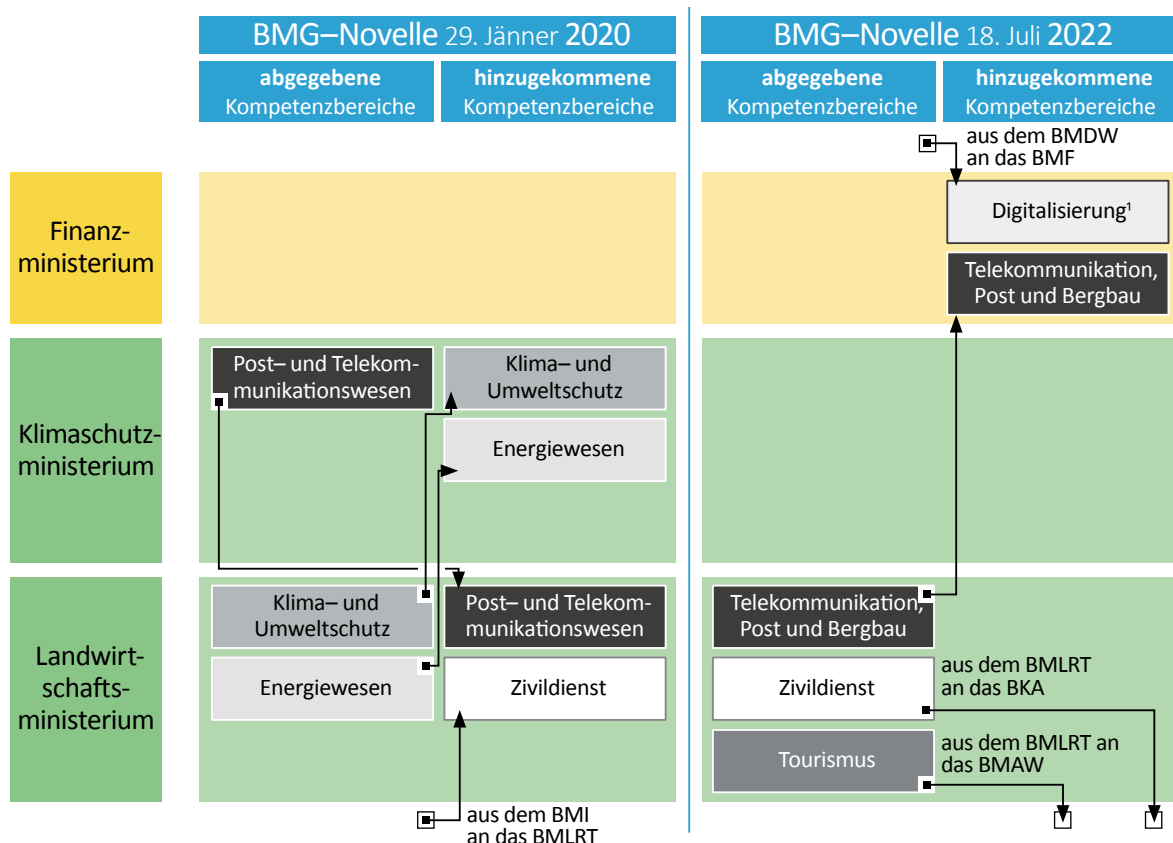 BMG–Novelle 29. Jänner 2020
BMG–Novelle 18. Juli 2022
abgegebene
Kompetenzbereiche
hinzugekommene
Kompetenzbereiche
abgegebene
Kompetenzbereiche
hinzugekommene
Kompetenzbereiche
aus dem BMDW
an das BMF
Finanz-
ministerium
Digitalisierung¹
Telekommunikation,
Post und Bergbau
Klimaschutz-
ministerium
Post– und Telekom-
munikationswesen
Klima– und
Umweltschutz
Energiewesen
Landwirt-
schafts-
ministerium
Klima– und
Umweltschutz
Post– und Telekom-
munikationswesen
Telekommunikation,
Post und Bergbau
Energiewesen
Zivildienst
Zivildienst
aus dem BMLRT
an das BKA
Tourismus
aus dem BMLRT an
das BMAW
aus dem BMI
an das BMLRT